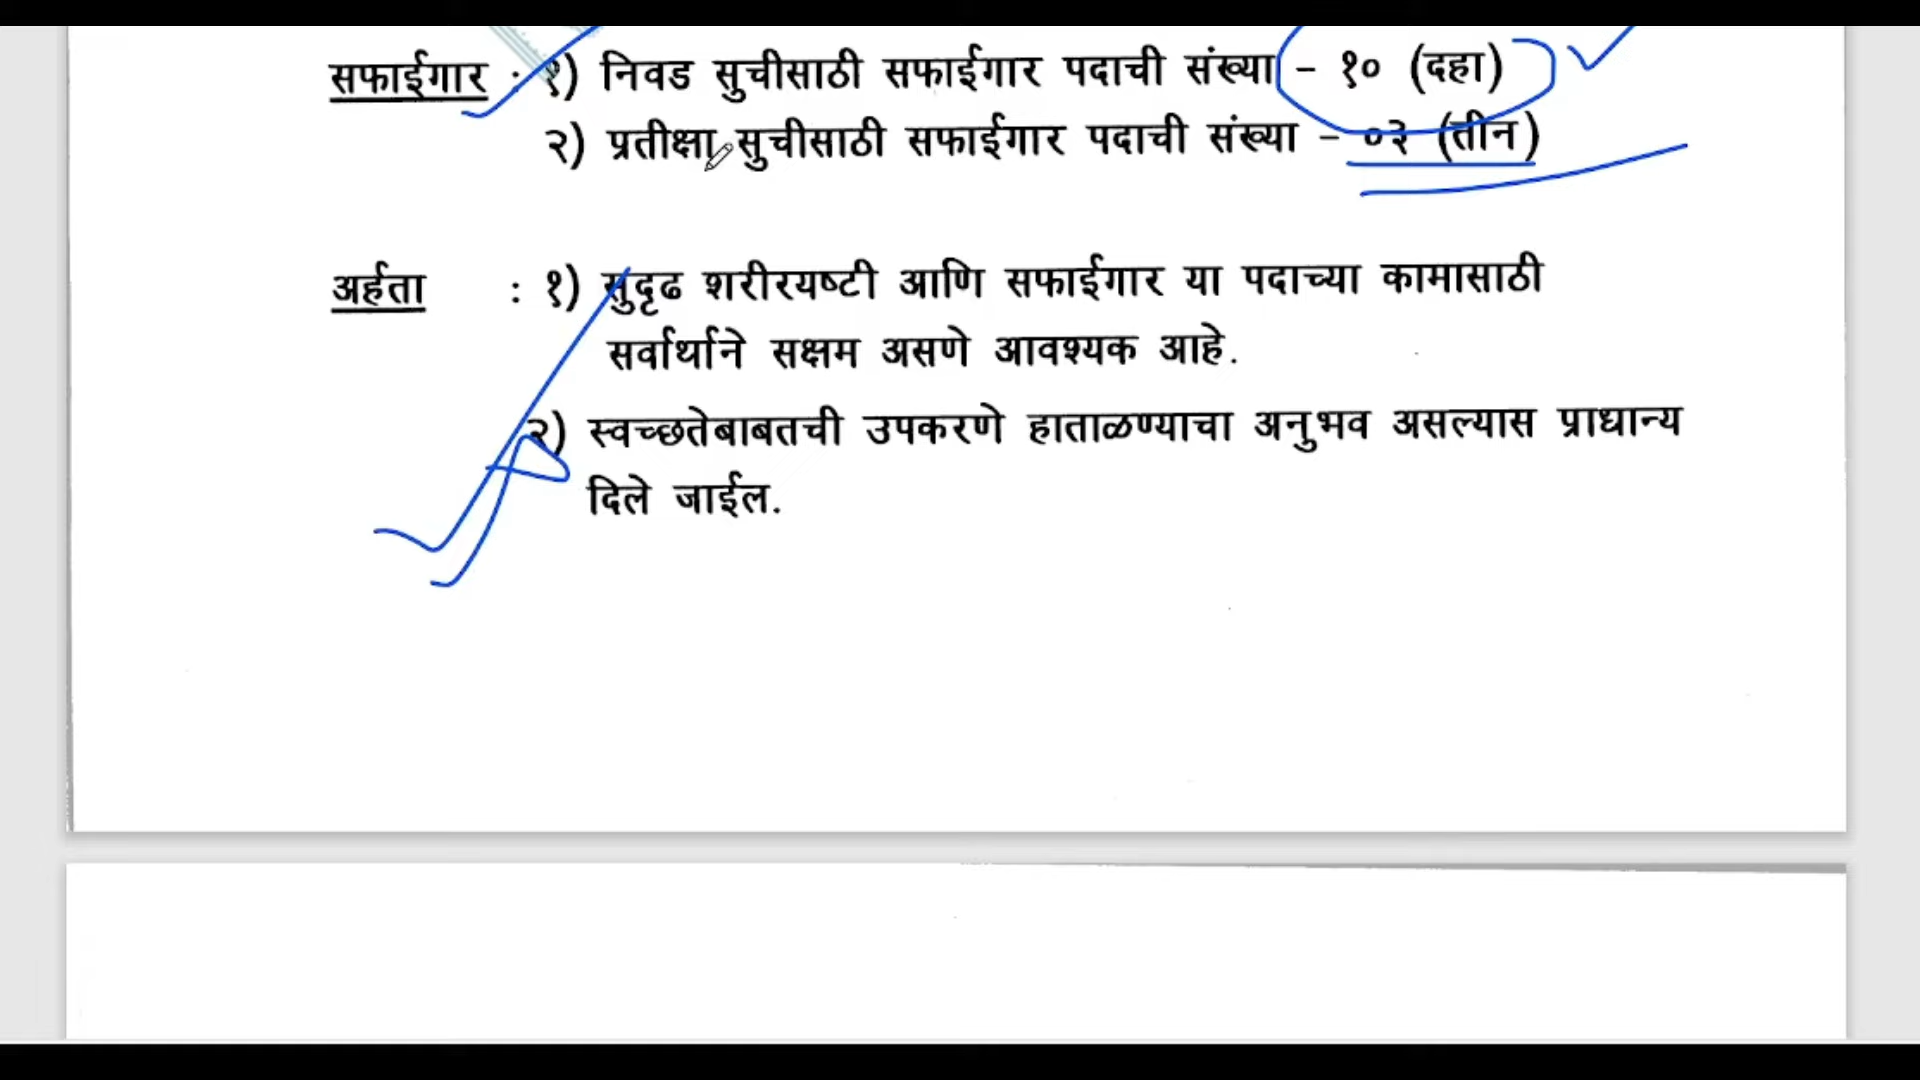 सफाईगार : १) निवड सुचीसाठी सफाईगार पदाची संख्या - १० (दहा)
२) प्रतीक्षा सुचीसाठी सफाईगार पदाची संख्या - ०३ (तीन)
अर्हता : १) सुदृढ शरीरयष्टी आणि सफाईगार या पदाच्या कामासाठी
सर्वार्थाने सक्षम असणे आवश्यक आहे.
२) स्वच्छतेबाबतची उपकरणे हाताळण्याचा अनुभव असल्यास प्राधान्य
दिले जाईल.